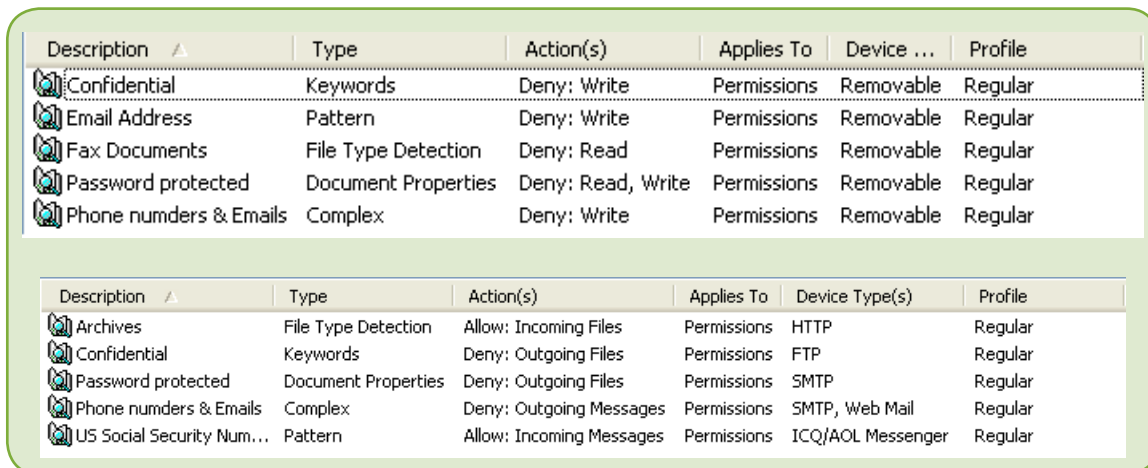 Description Type Action(s) Applies To Device ... Profile
Confidential Keywords Deny: Write Permissions Removable Regular
Email Address Pattern Deny: Write Permissions Removable Regular
Fax Documents File Type Detection Deny: Read Permissions Removable Regular
Password protected Document Properties Deny: Read, Write Permissions Removable Regular
Phone numders & Emails Complex Deny: Write Permissions Removable Regular
Description Type Action(s) Applies To Device Type(s) Profile
Archives File Type Detection Allow: Incoming Files Permissions HTTP Regular
Confidential Keywords Deny: Outgoing Files Permissions FTP Regular
Password protected Document Properties Deny: Outgoing Files Permissions SMTP Regular
Phone numders & Emails Complex Deny: Outgoing Messages Permissions SMTP, Web Mail Regular
US Social Security Num... Pattern Allow: Incoming Messages Permissions ICQ/AOL Messenger Regular